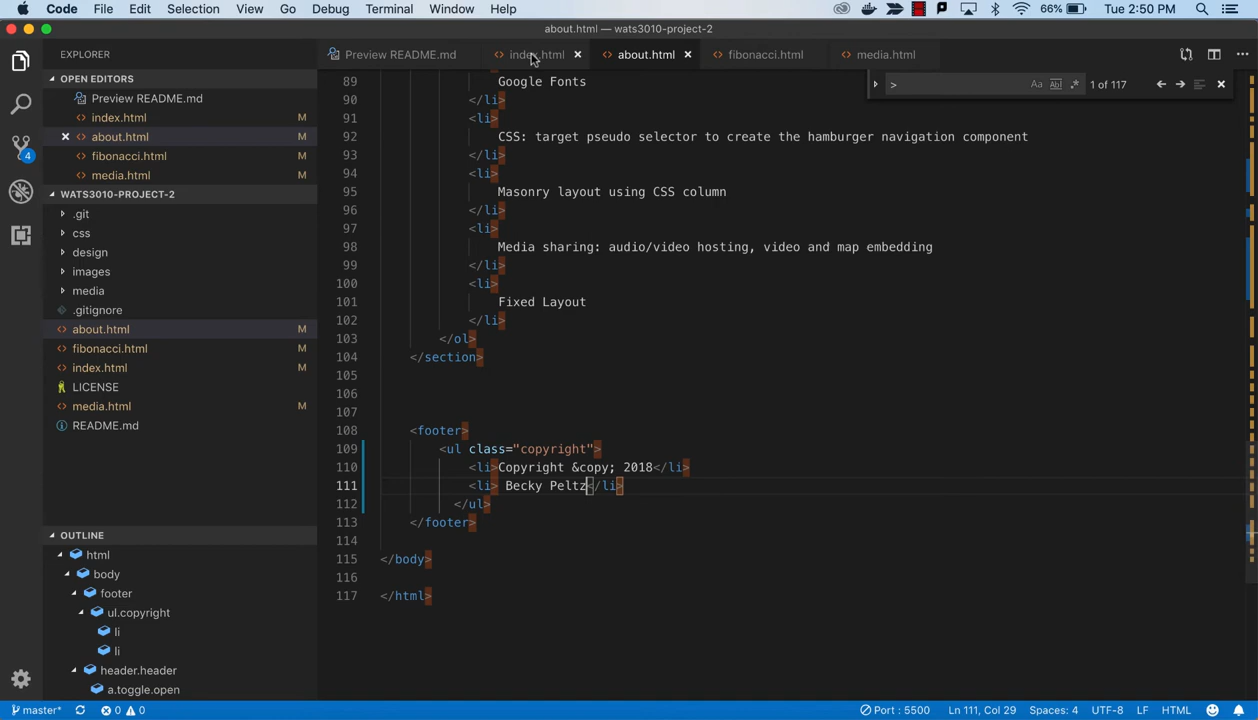 Code File Edit Selection View Go Debug Terminal Window Help 66% Tue 2:50 PM
about.html — wats3010-project-2
EXPLORER
Preview README.md
index.html
about.html
fibonacci.html
media.html
OPEN EDITORS
Preview README.md
index.html M
about.html M
fibonacci.html M
media.html M
WATS3010-PROJECT-2
.git
css
design
images
media
.gitignore
about.html M
fibonacci.html M
index.html M
LICENSE
media.html M
README.md
4
OUTLINE
html
body
footer
ul.copyright
li
li
header.header
a.toggle.open
> Aa Abl .* 1 of 117
89 Google Fonts
90 </li>
91 <li>
92 CSS: target pseudo selector to create the hamburger navigation component
93 </li>
94 <li>
95 Masonry layout using CSS column
96 </li>
97 <li>
98 Media sharing: audio/video hosting, video and map embedding
99 </li>
100 <li>
101 Fixed Layout
102 </li>
103 </ol>
104 </section>
105
106
107
108 <footer>
109 <ul class="copyright">
110 <li>Copyright &copy; 2018</li>
111 <li> Becky Peltz</li>
112 </ul>
113 </footer>
114
115 </body>
116
117 </html>
master* 0 0 Port : 5500 Ln 111, Col 29 Spaces: 4 UTF-8 LF HTML